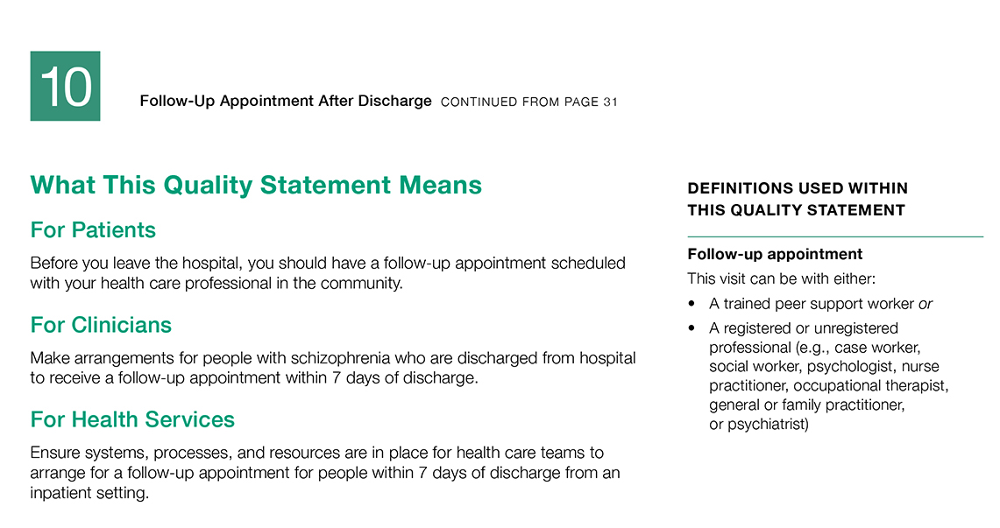 10
Follow-Up Appointment After Discharge CONTINUED FROM PAGE 31
What This Quality Statement Means
For Patients
Before you leave the hospital, you should have a follow-up appointment scheduled
with your health care professional in the community.
For Clinicians
Make arrangements for people with schizophrenia who are discharged from hospital
to receive a follow-up appointment within 7 days of discharge.
For Health Services
Ensure systems, processes, and resources are in place for health care teams to
arrange for a follow-up appointment for people within 7 days of discharge from an
inpatient setting.
DEFINITIONS USED WITHIN
THIS QUALITY STATEMENT
Follow-up appointment
This visit can be with either:
• A trained peer support worker or
• A registered or unregistered
professional (e.g., case worker,
social worker, psychologist, nurse
practitioner, occupational therapist,
general or family practitioner,
or psychiatrist)